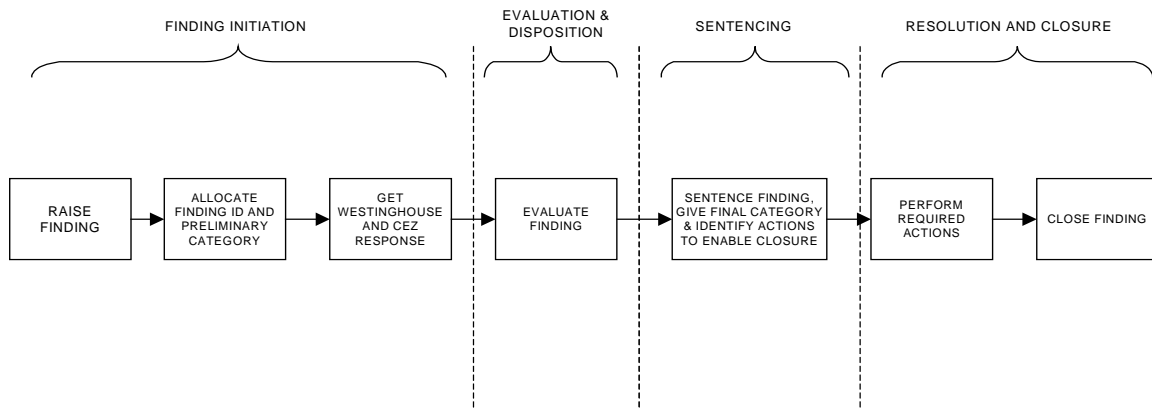 FINDING INITIATION
EVALUATION &
DISPOSITION
SENTENCING
RESOLUTION AND CLOSURE
RAISE
FINDING
ALLOCATE
FINDING ID AND
PRELIMINARY
CATEGORY
GET
WESTINGHOUSE
AND CEZ
RESPONSE
EVALUATE
FINDING
SENTENCE FINDING,
GIVE FINAL CATEGORY
& IDENTIFY ACTIONS
TO ENABLE CLOSURE
PERFORM
REQUIRED
ACTIONS
CLOSE FINDING